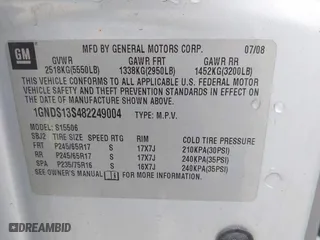 GM
MFD BY GENERAL MOTORS CORP. 07/08
GVWR GAWR FRT GAWR RR
2518KG(5550LB) 1338KG(2950LB) 1452KG(3200LB)
THIS VEHICLE CONFORMS TO ALL APPLICABLE U.S. FEDERAL MOTOR
VEHICLE SAFETY AND THEFT PREVENTION STANDARDS IN EFFECT ON
THE DATE OF MANUFACTURE SHOWN ABOVE.
1GNDS13S482249004 TYPE: M.P.V.
S15506
SBJ2 TIRE SIZE SPEED RTG RIM COLD TIRE PRESSURE
FRT P245/65R17 S 17X7J 210KPA(30PSI)
RR P245/65R17 S 17X7J 240KPA(35PSI)
SPA P235/75R16 S 16X7J 240KPA(35PSI)
SEE OWNER'S MANUAL FOR MORE INFORMATION.
DCHAUTO.COM